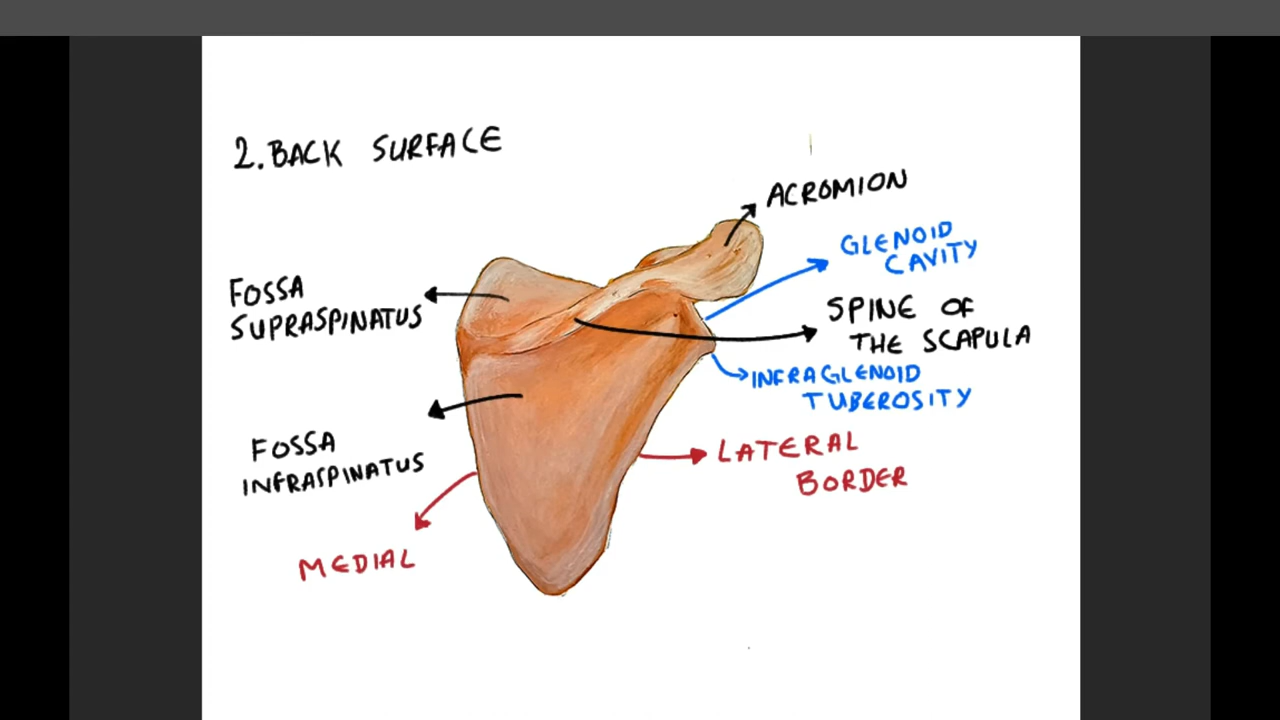 2. BACK SURFACE
ACROMION
GLENOID
CAVITY
FOSSA
SUPRASPINATUS
SPINE OF
THE SCAPULA
INFRAGLENOID
TUBEROSITY
FOSSA
INFRASPINATUS
LATERAL
BORDER
MEDIAL